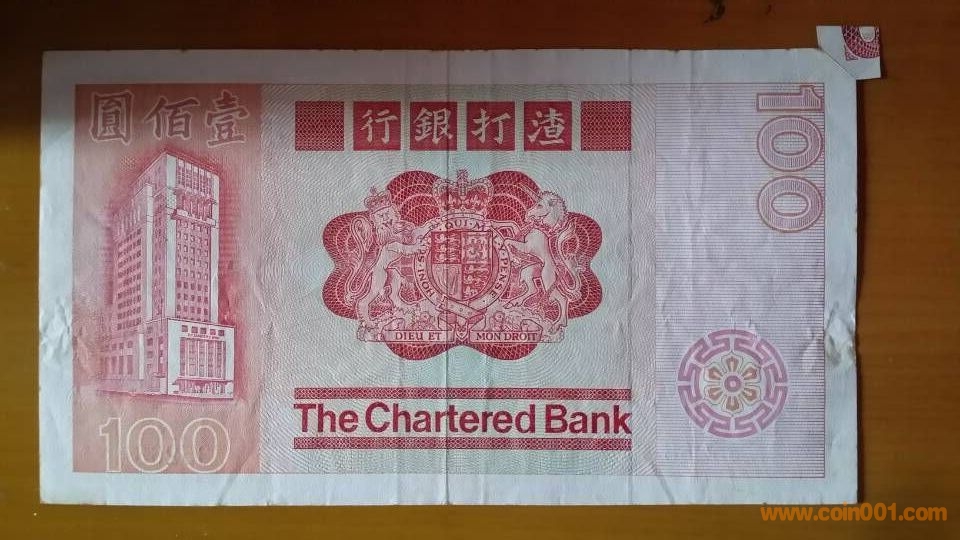 圓佰壹
行銀打渣
100
DIEU ET MON DROIT
The Chartered Bank
100
www.coin001.com